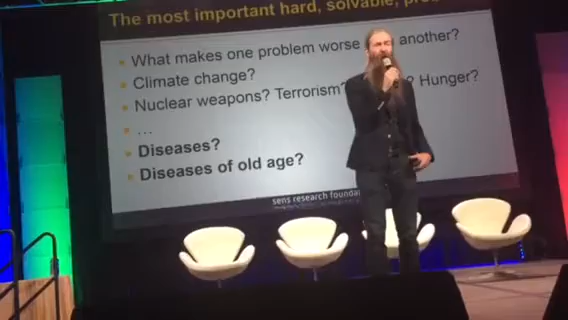 The most important hard, solvable,
What makes one problem worse another?
Climate change?
Nuclear weapons? Terrorism? ? Hunger?
...
Diseases?
Diseases of old age?
sens research